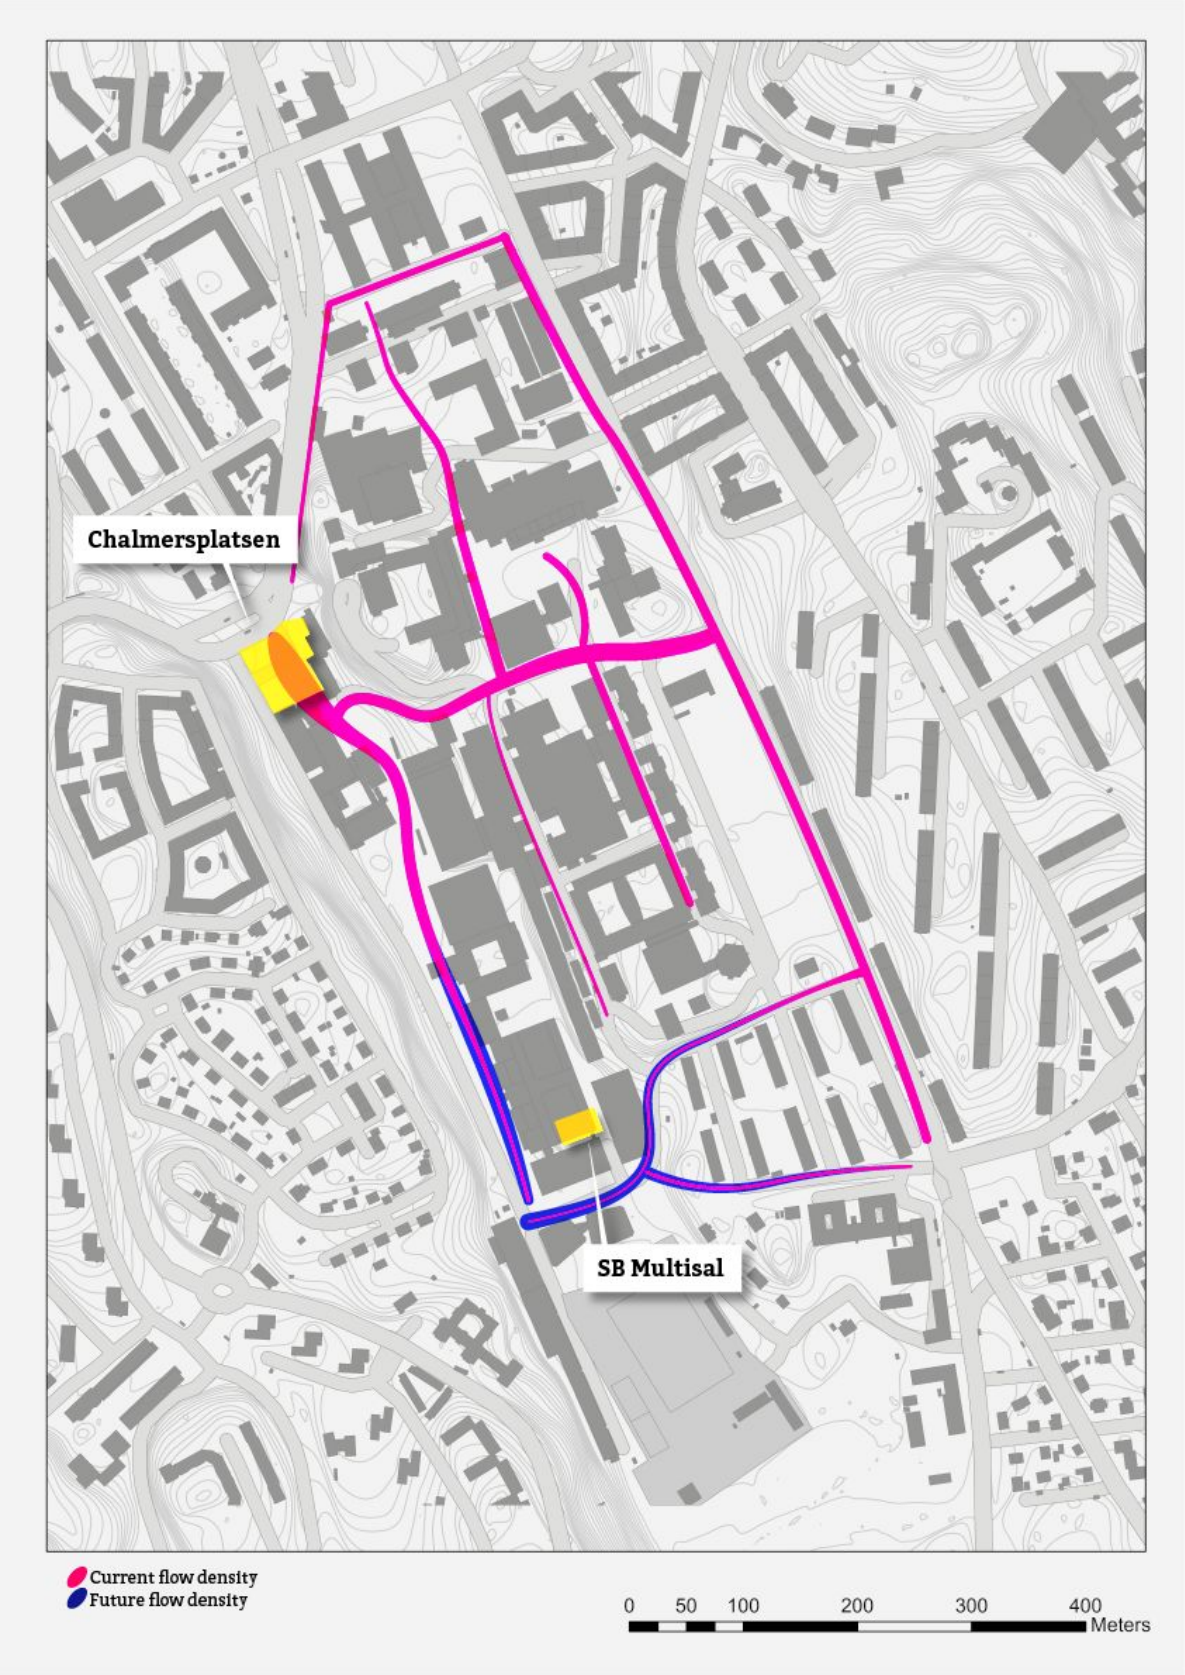 Chalmersplatsen
SB Multisal
Current flow density
Future flow density
0 50 100 200 300 400
Meters